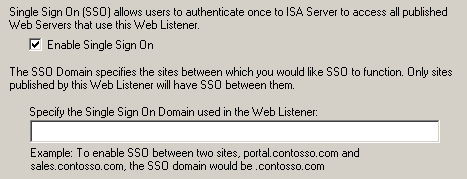 Single Sign On (SSO) allows users to authenticate once to ISA Server to access all published
Web Servers that use this Web Listener.
Enable Single Sign On
The SSO Domain specifies the sites between which you would like SSO to function. Only sites
published by this Web Listener will have SSO between them.
Specify the Single Sign On Domain used in the Web Listener:
Example: To enable SSO between two sites, portal.contosso.com and
sales.contosso.com, the SSO domain would be .contosso.com